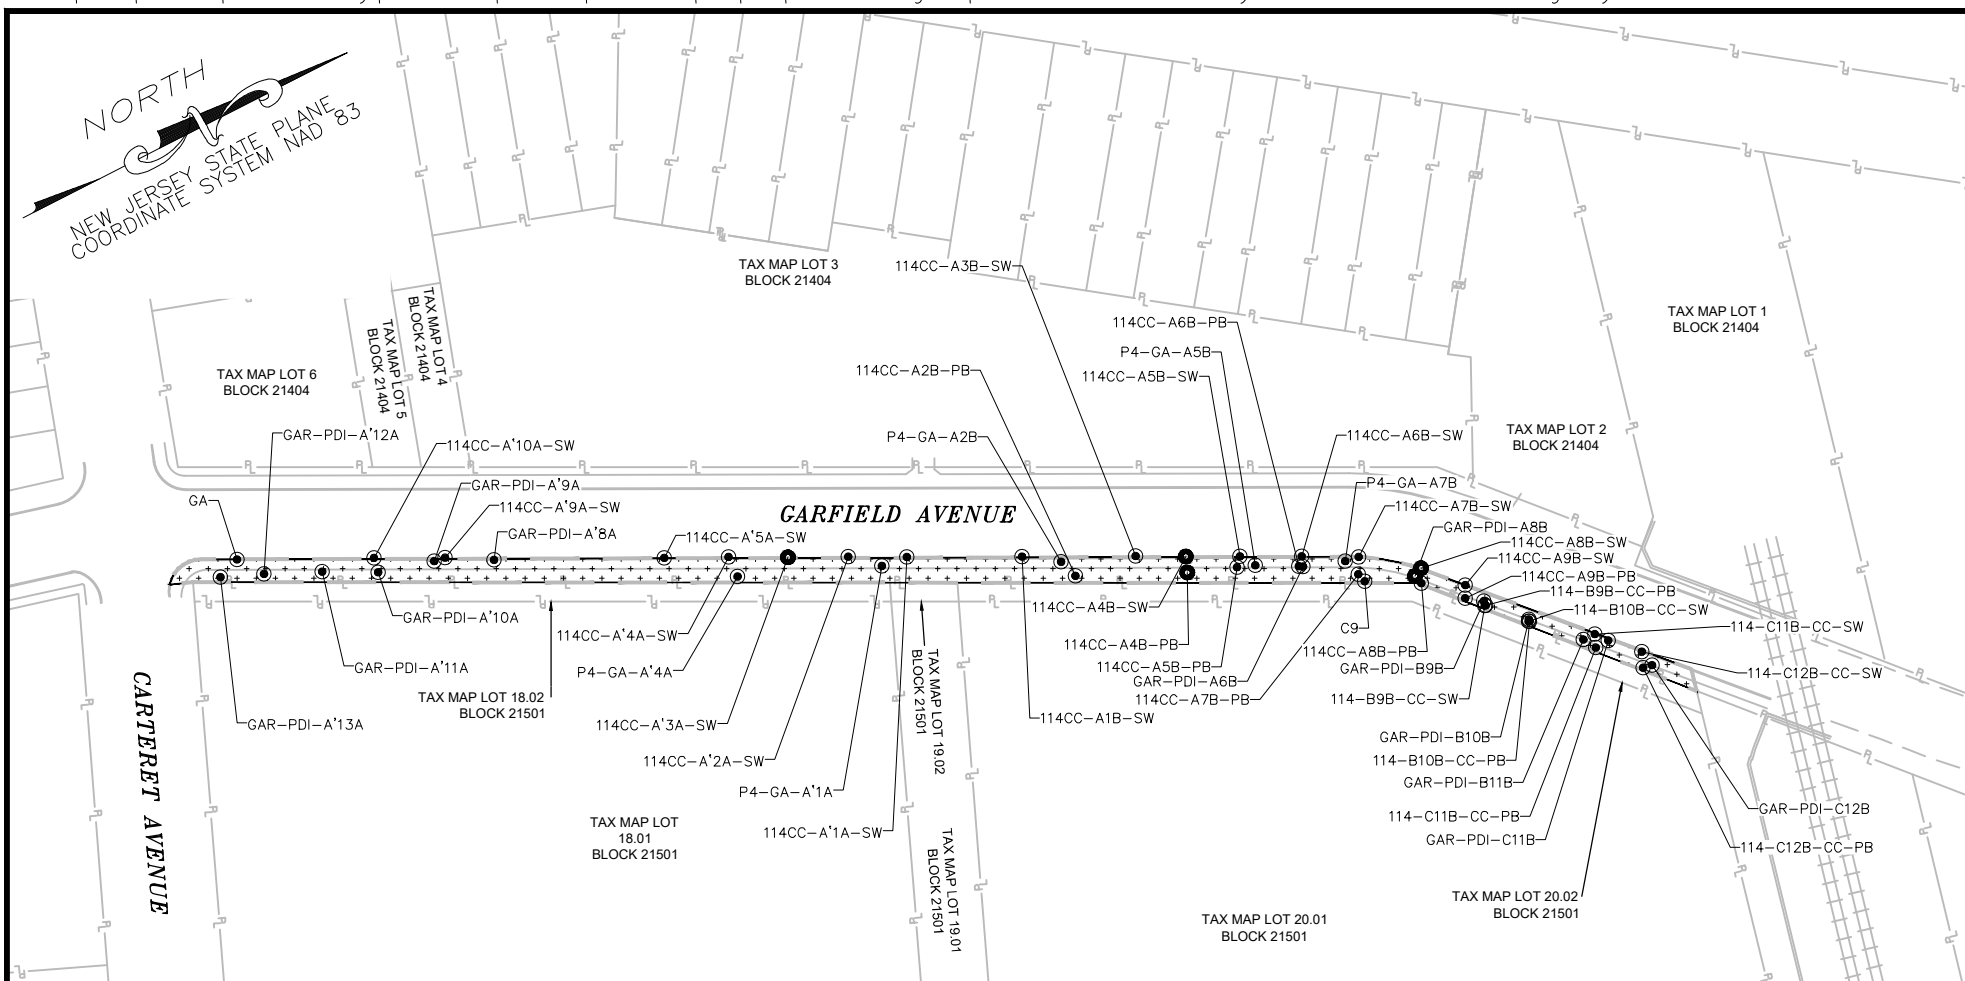 NORTH
NEW JERSEY STATE PLANE
COORDINATE SYSTEM NAD 83
TAX MAP LOT 3
BLOCK 21404
114CC-A3B-SW
TAX MAP LOT 4
BLOCK 21404
TAX MAP LOT 5
BLOCK 21404
TAX MAP LOT 1
BLOCK 21404
114CC-A6B-PB
P4-GA-A5B
114CC-A5B-SW
114CC-A2B-PB
TAX MAP LOT 6
BLOCK 21404
TAX MAP LOT 2
BLOCK 21404
GAR-PDI-A'12A
114CC-A'10A-SW
P4-GA-A2B
114CC-A6B-SW
GA
GAR-PDI-A'9A
114CC-A'9A-SW
GAR-PDI-A'8A
114CC-A'5A-SW
GARFIELD AVENUE
P4-GA-A7B
114CC-A7B-SW
GAR-PDI-A8B
114CC-A8B-SW
114CC-A9B-SW
114CC-A9B-PB
114-B9B-CC-PB
114-B10B-CC-SW
114-C11B-CC-SW
114-C12B-CC-SW
GAR-PDI-A'10A
114CC-A'4A-SW
114CC-A4B-SW
C9
GAR-PDI-A'11A
P4-GA-A'4A
114CC-A4B-PB
114CC-A5B-PB
GAR-PDI-A6B
114CC-A7B-PB
114CC-A8B-PB
GAR-PDI-B9B
114-B9B-CC-SW
TAX MAP LOT 18.02
BLOCK 21501
TAX MAP LOT 19.02
BLOCK 21501
GAR-PDI-A'13A
114CC-A'3A-SW
114CC-A1B-SW
CARTERET AVENUE
GAR-PDI-B10B
114CC-A'2A-SW
114-B10B-CC-PB
P4-GA-A'1A
GAR-PDI-B11B
114CC-A'1A-SW
114-C11B-CC-PB
GAR-PDI-C11B
GAR-PDI-C12B
114-C12B-CC-PB
TAX MAP LOT
18.01
BLOCK 21501
TAX MAP LOT 19.01
BLOCK 21501
TAX MAP LOT 20.01
BLOCK 21501
TAX MAP LOT 20.02
BLOCK 21501